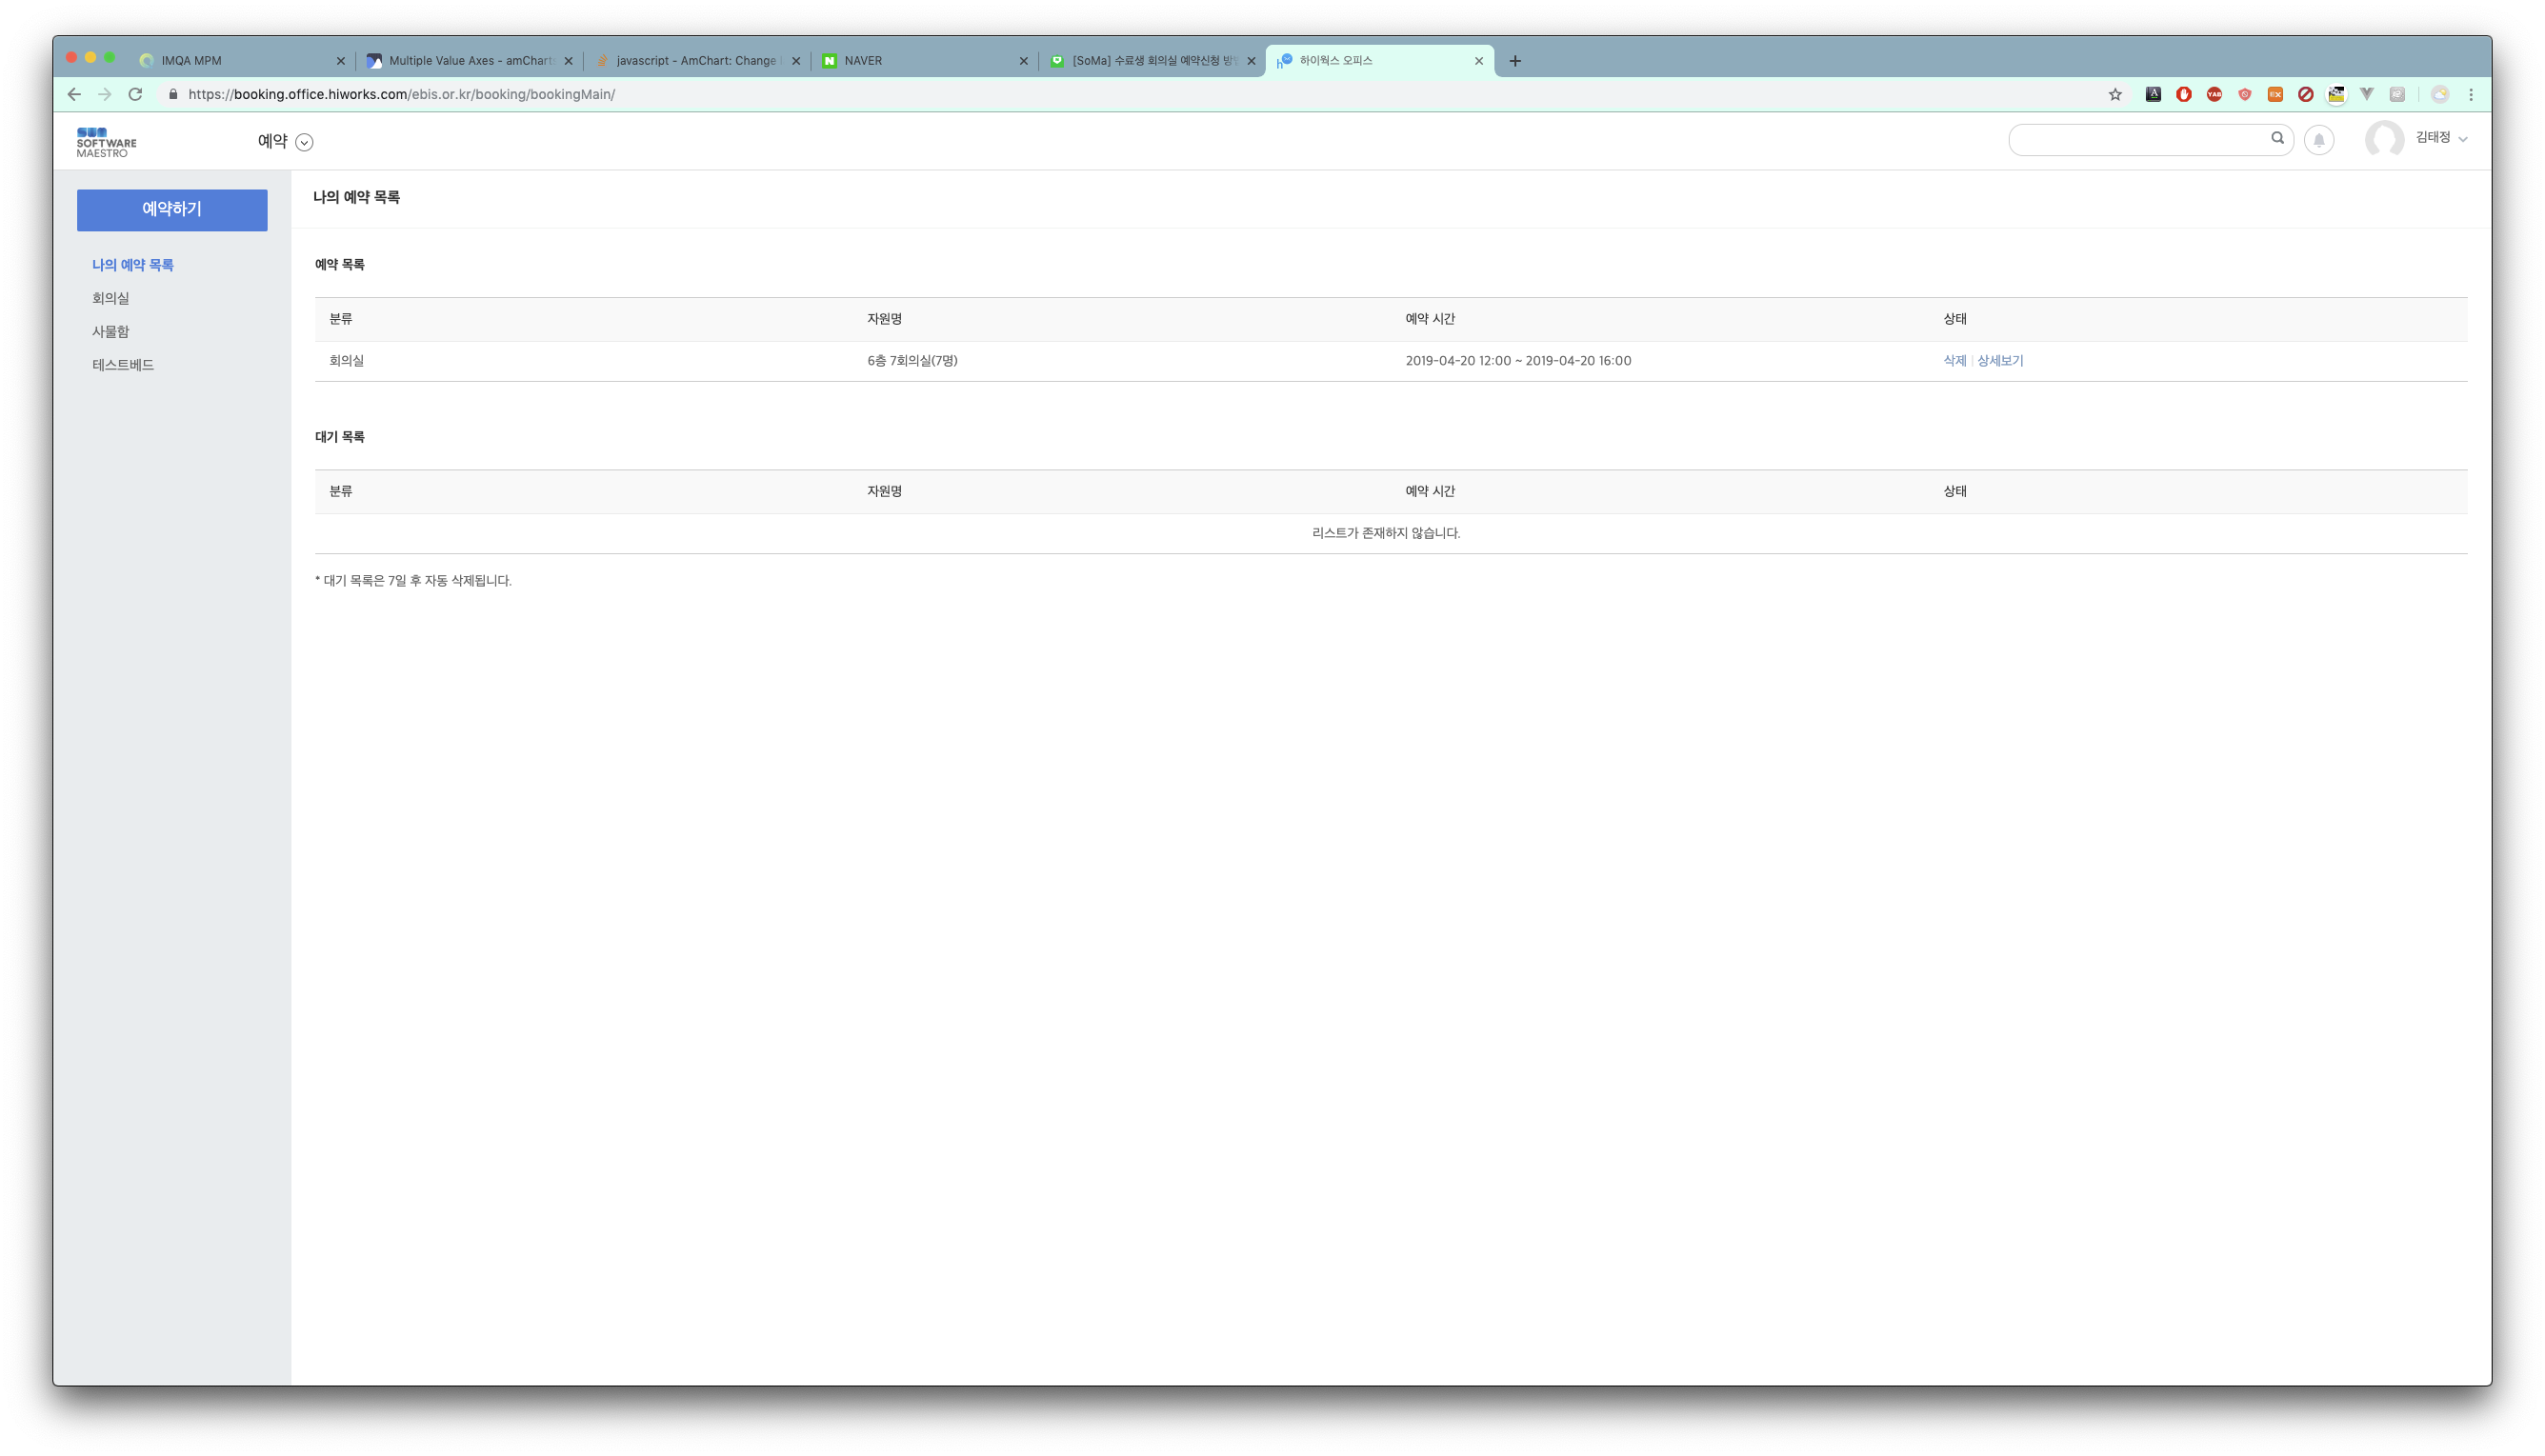 IMQA MPM
Multiple Value Axes - amChart
javascript - AmChart: Change
NAVER
[SoMa] 수료생 회의실 예약신청 방
하이웍스 오피스
https://booking.office.hiworks.com/ebis.or.kr/booking/bookingMain/
SOFTWARE
MAESTRO
예약
김태정
예약하기
나의 예약 목록
회의실
사물함
테스트베드
나의 예약 목록
예약 목록
분류 자원명 예약 시간 상태
회의실 6층 7회의실(7명) 2019-04-20 12:00 ~ 2019-04-20 16:00 삭제 | 상세보기
대기 목록
분류 자원명 예약 시간 상태
리스트가 존재하지 않습니다.
* 대기 목록은 7일 후 자동 삭제됩니다.